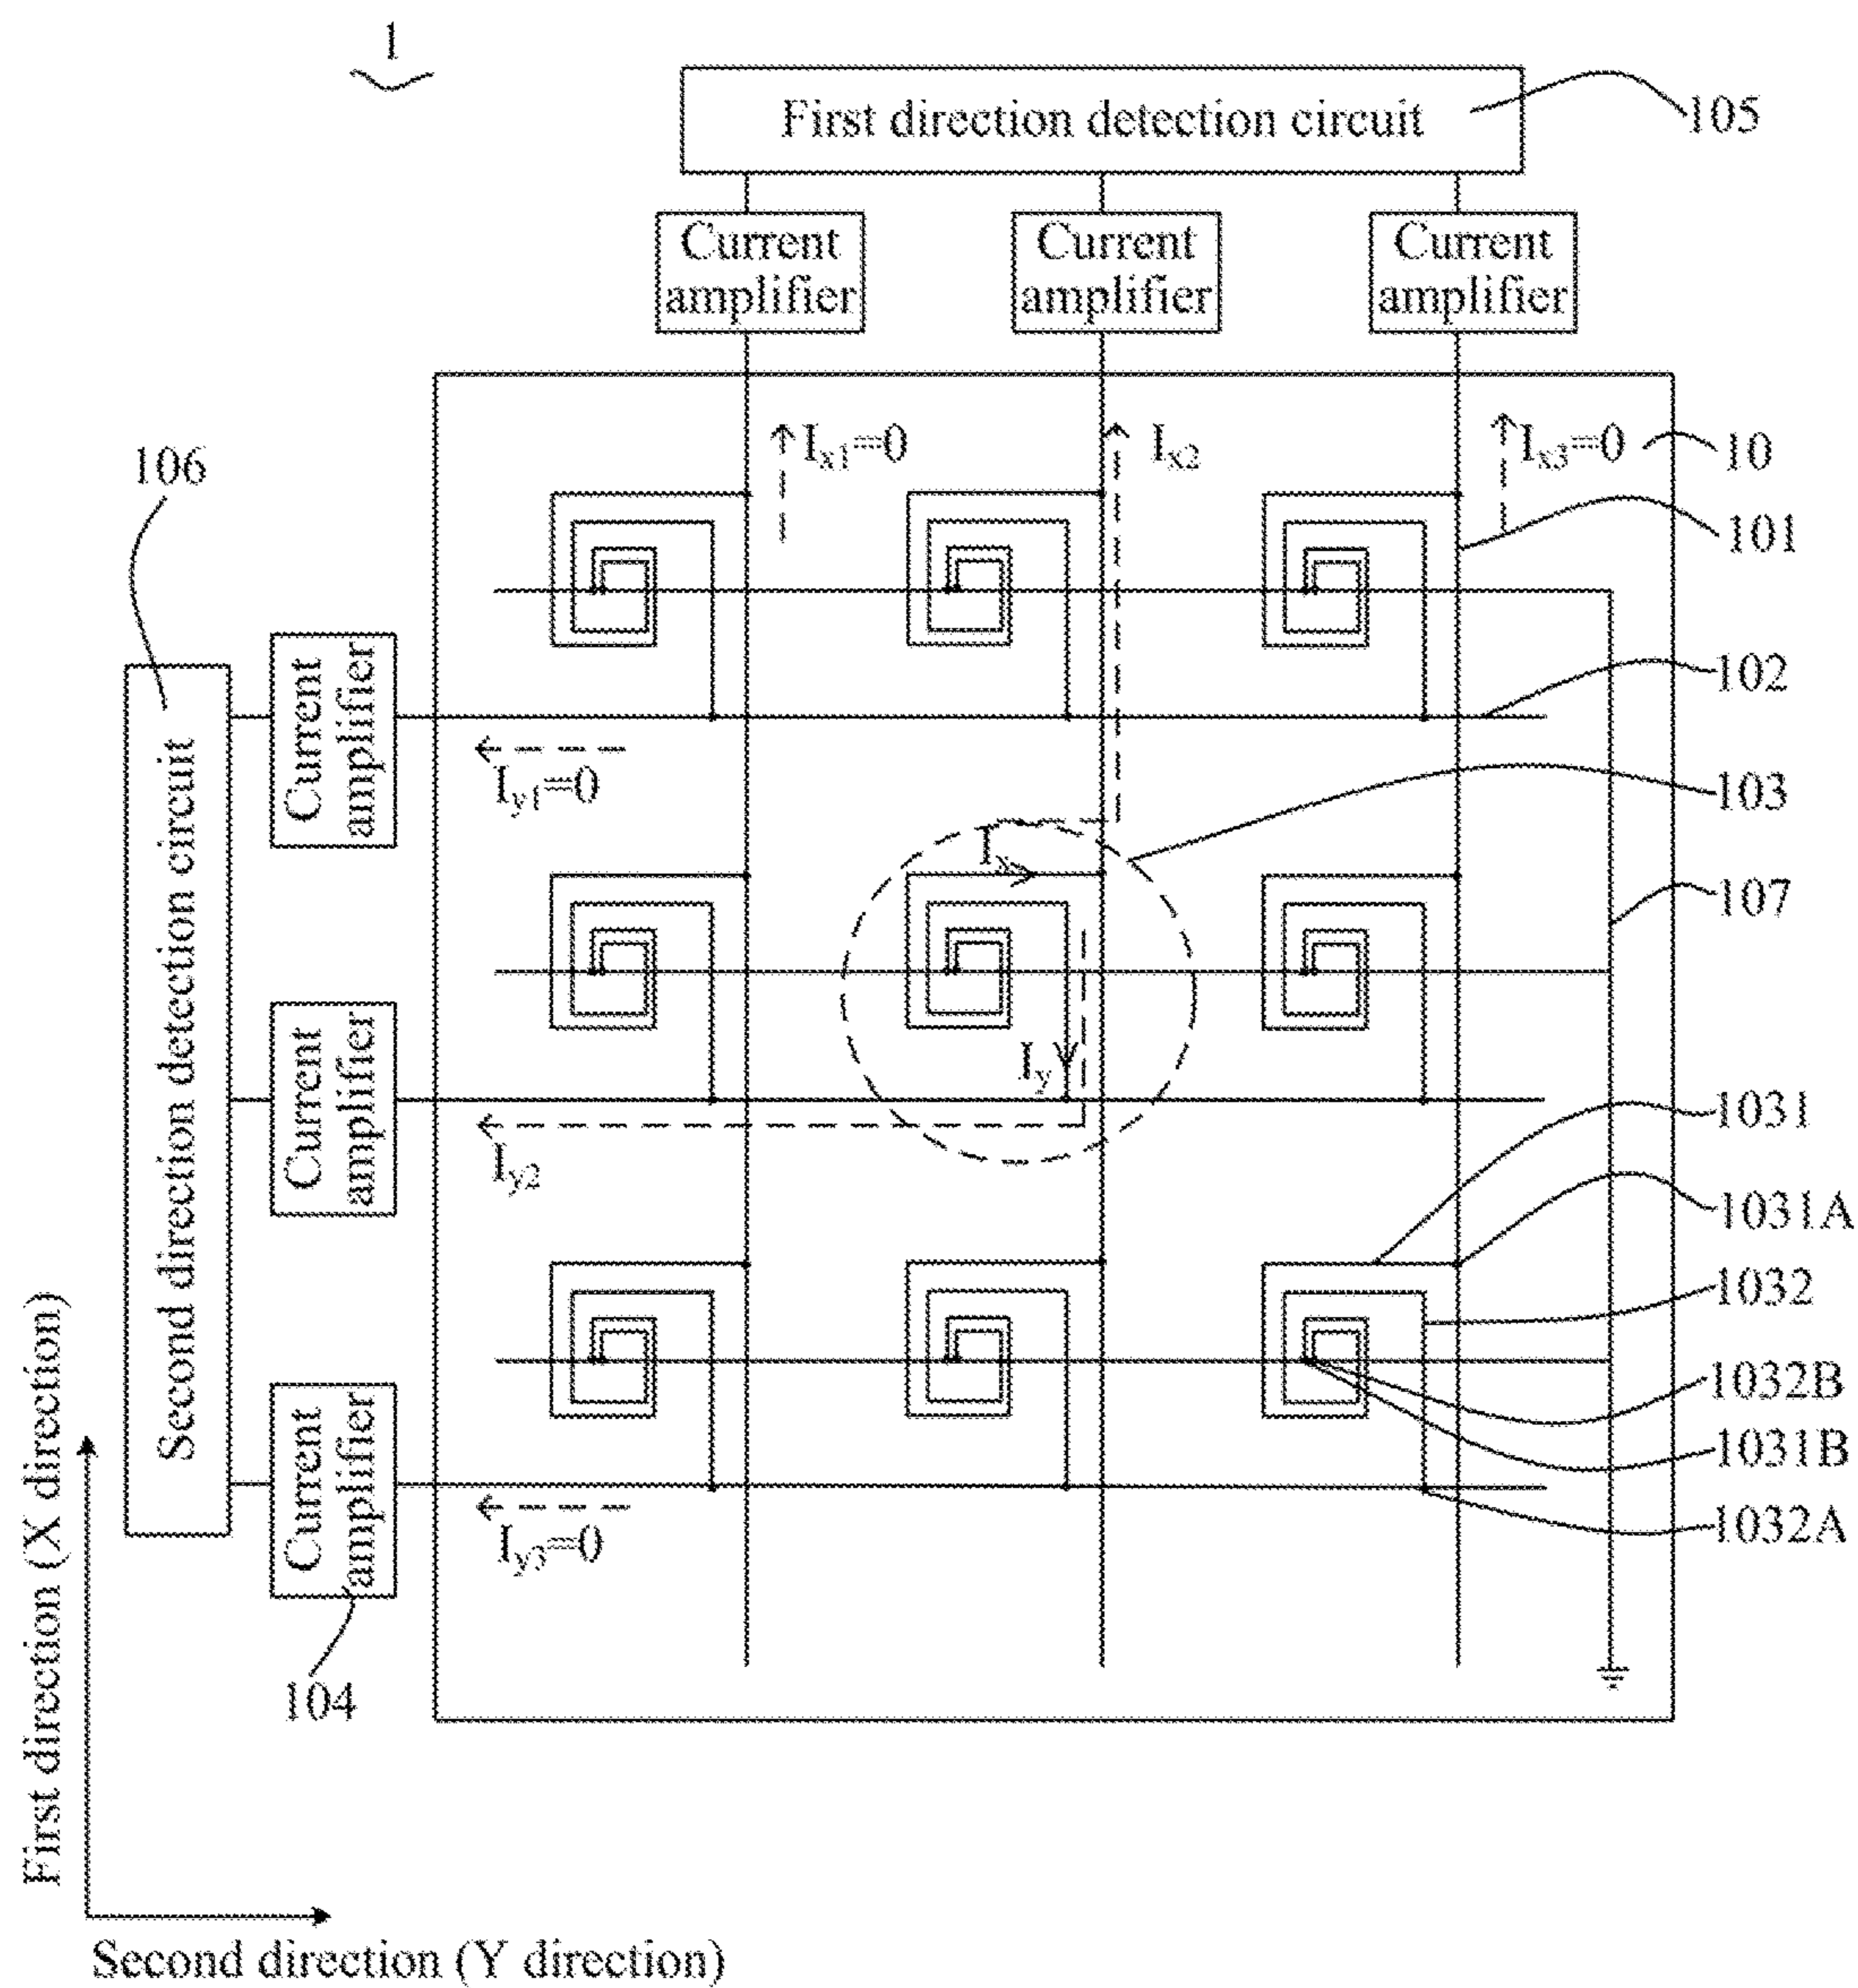 1
First direction detection circuit
105
Current
amplifier
Current
amplifier
Current
amplifier
Ix1=0
Ix2
Ix3=0
10
106
101
Current
amplifier
102
Iy1=0
103
Second direction detection circuit
Ix
107
Current
amplifier
Iy
Iy2
1031
1031A
1032
1032B
1031B
Current
amplifier
1032A
Iy3=0
104
First direction (X direction)
Second direction (Y direction)